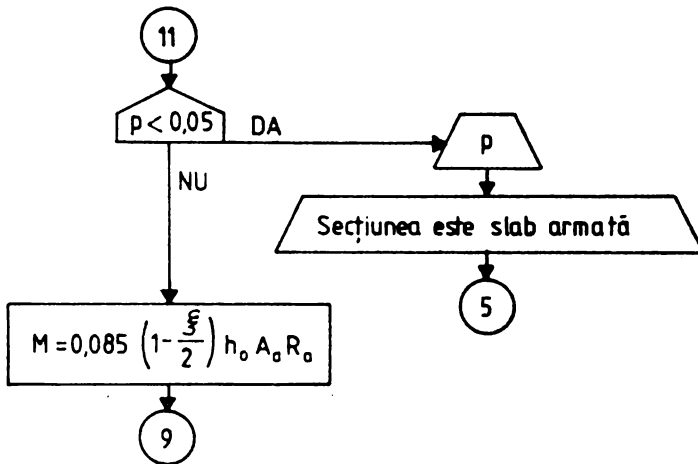 11
p < 0,05
DA
p
NU
Secțiunea este slab armată
5
M = 0,085 (1 - ξ/2) h₀ Aₐ Rₐ
9